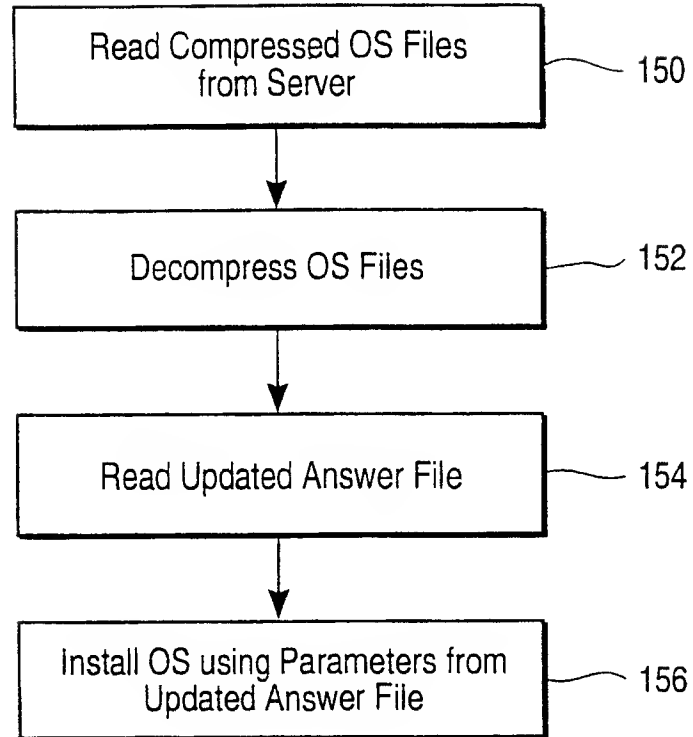 Read Compressed OS Files
from Server
150
Decompress OS Files
152
Read Updated Answer File
154
Install OS using Parameters from
Updated Answer File
156